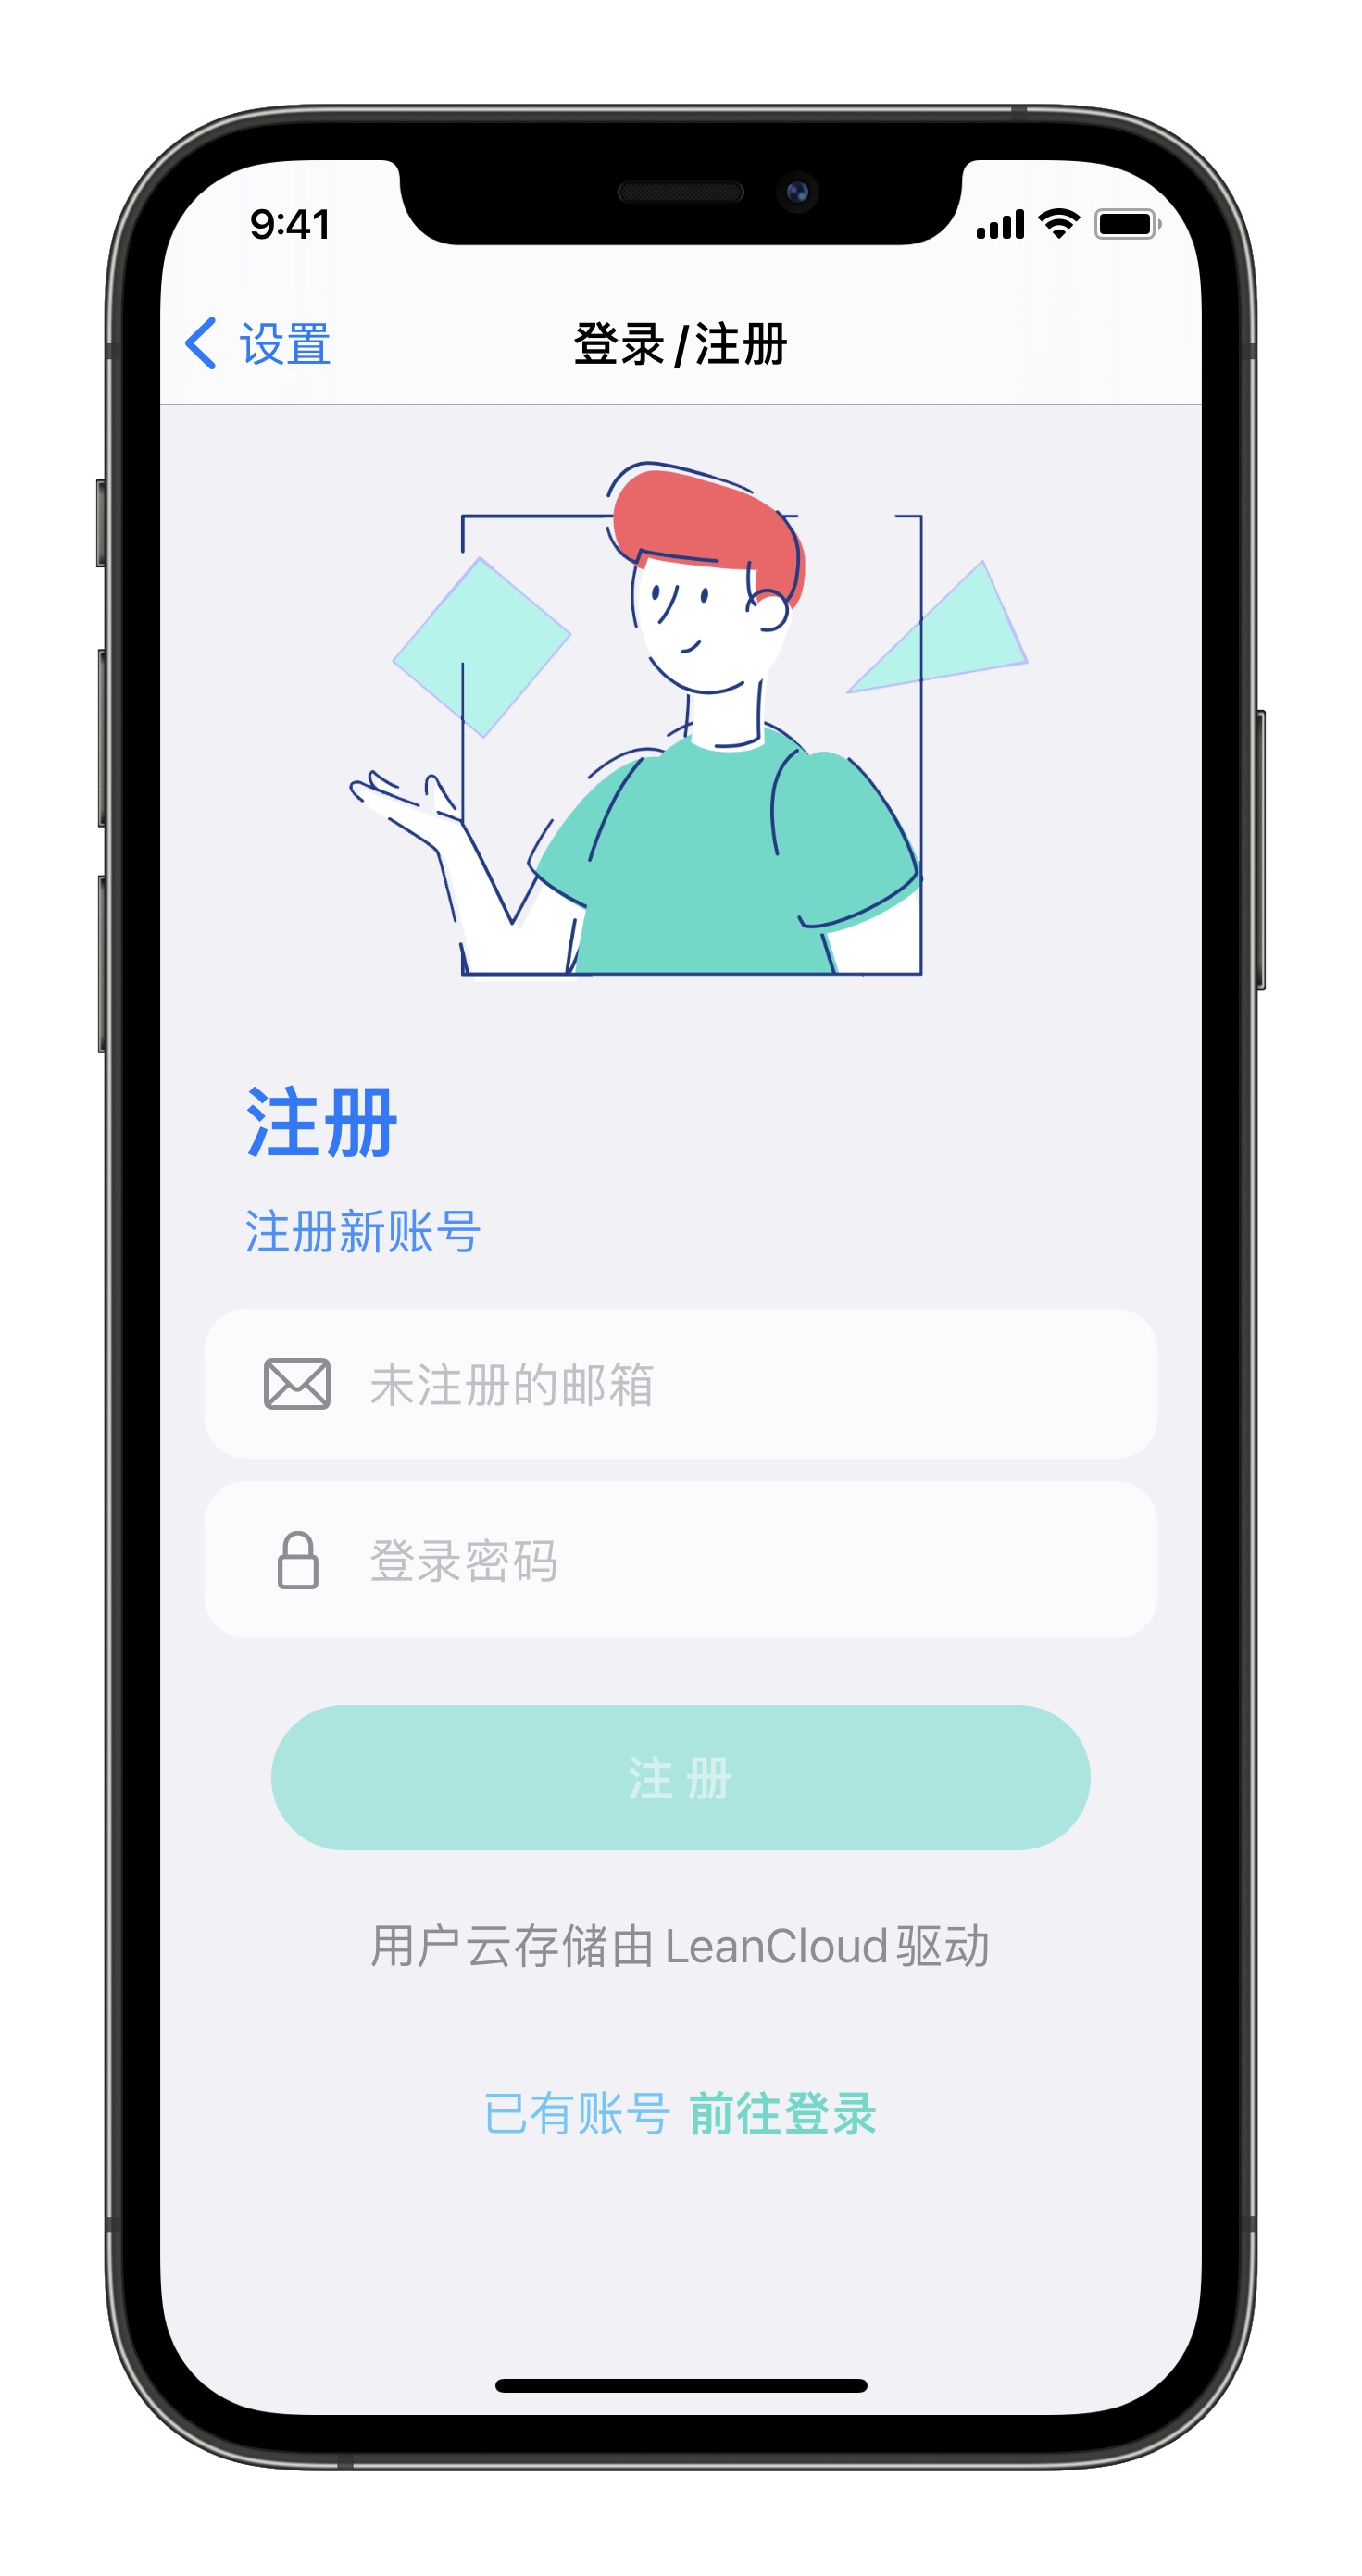 9:41
设置
登录/注册
注册
注册新账号
未注册的邮箱
登录密码
注 册
用户云存储由 LeanCloud 驱动
已有账号 前往登录